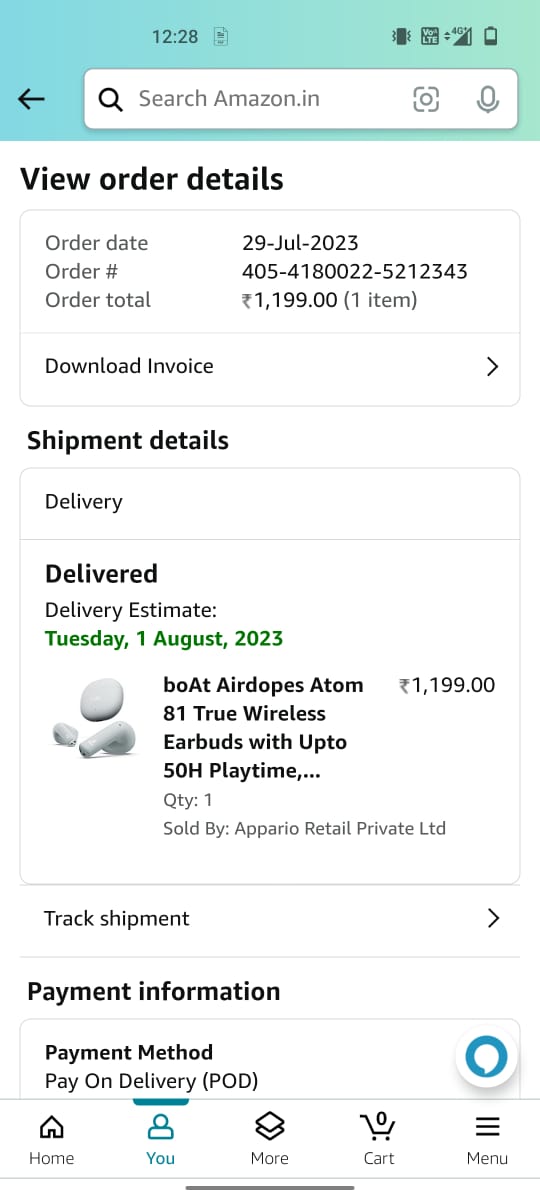 12:28
Vo LTE 4G
Search Amazon.in
View order details
Order date 29-Jul-2023
Order # 405-4180022-5212343
Order total ₹1,199.00 (1 item)
Download Invoice
Shipment details
Delivery
Delivered
Delivery Estimate:
Tuesday, 1 August, 2023
boAt Airdopes Atom ₹1,199.00
81 True Wireless
Earbuds with Upto
50H Playtime,...
Qty: 1
Sold By: Appario Retail Private Ltd
Track shipment
Payment information
Payment Method
Pay On Delivery (POD)
0
Home You More Cart Menu